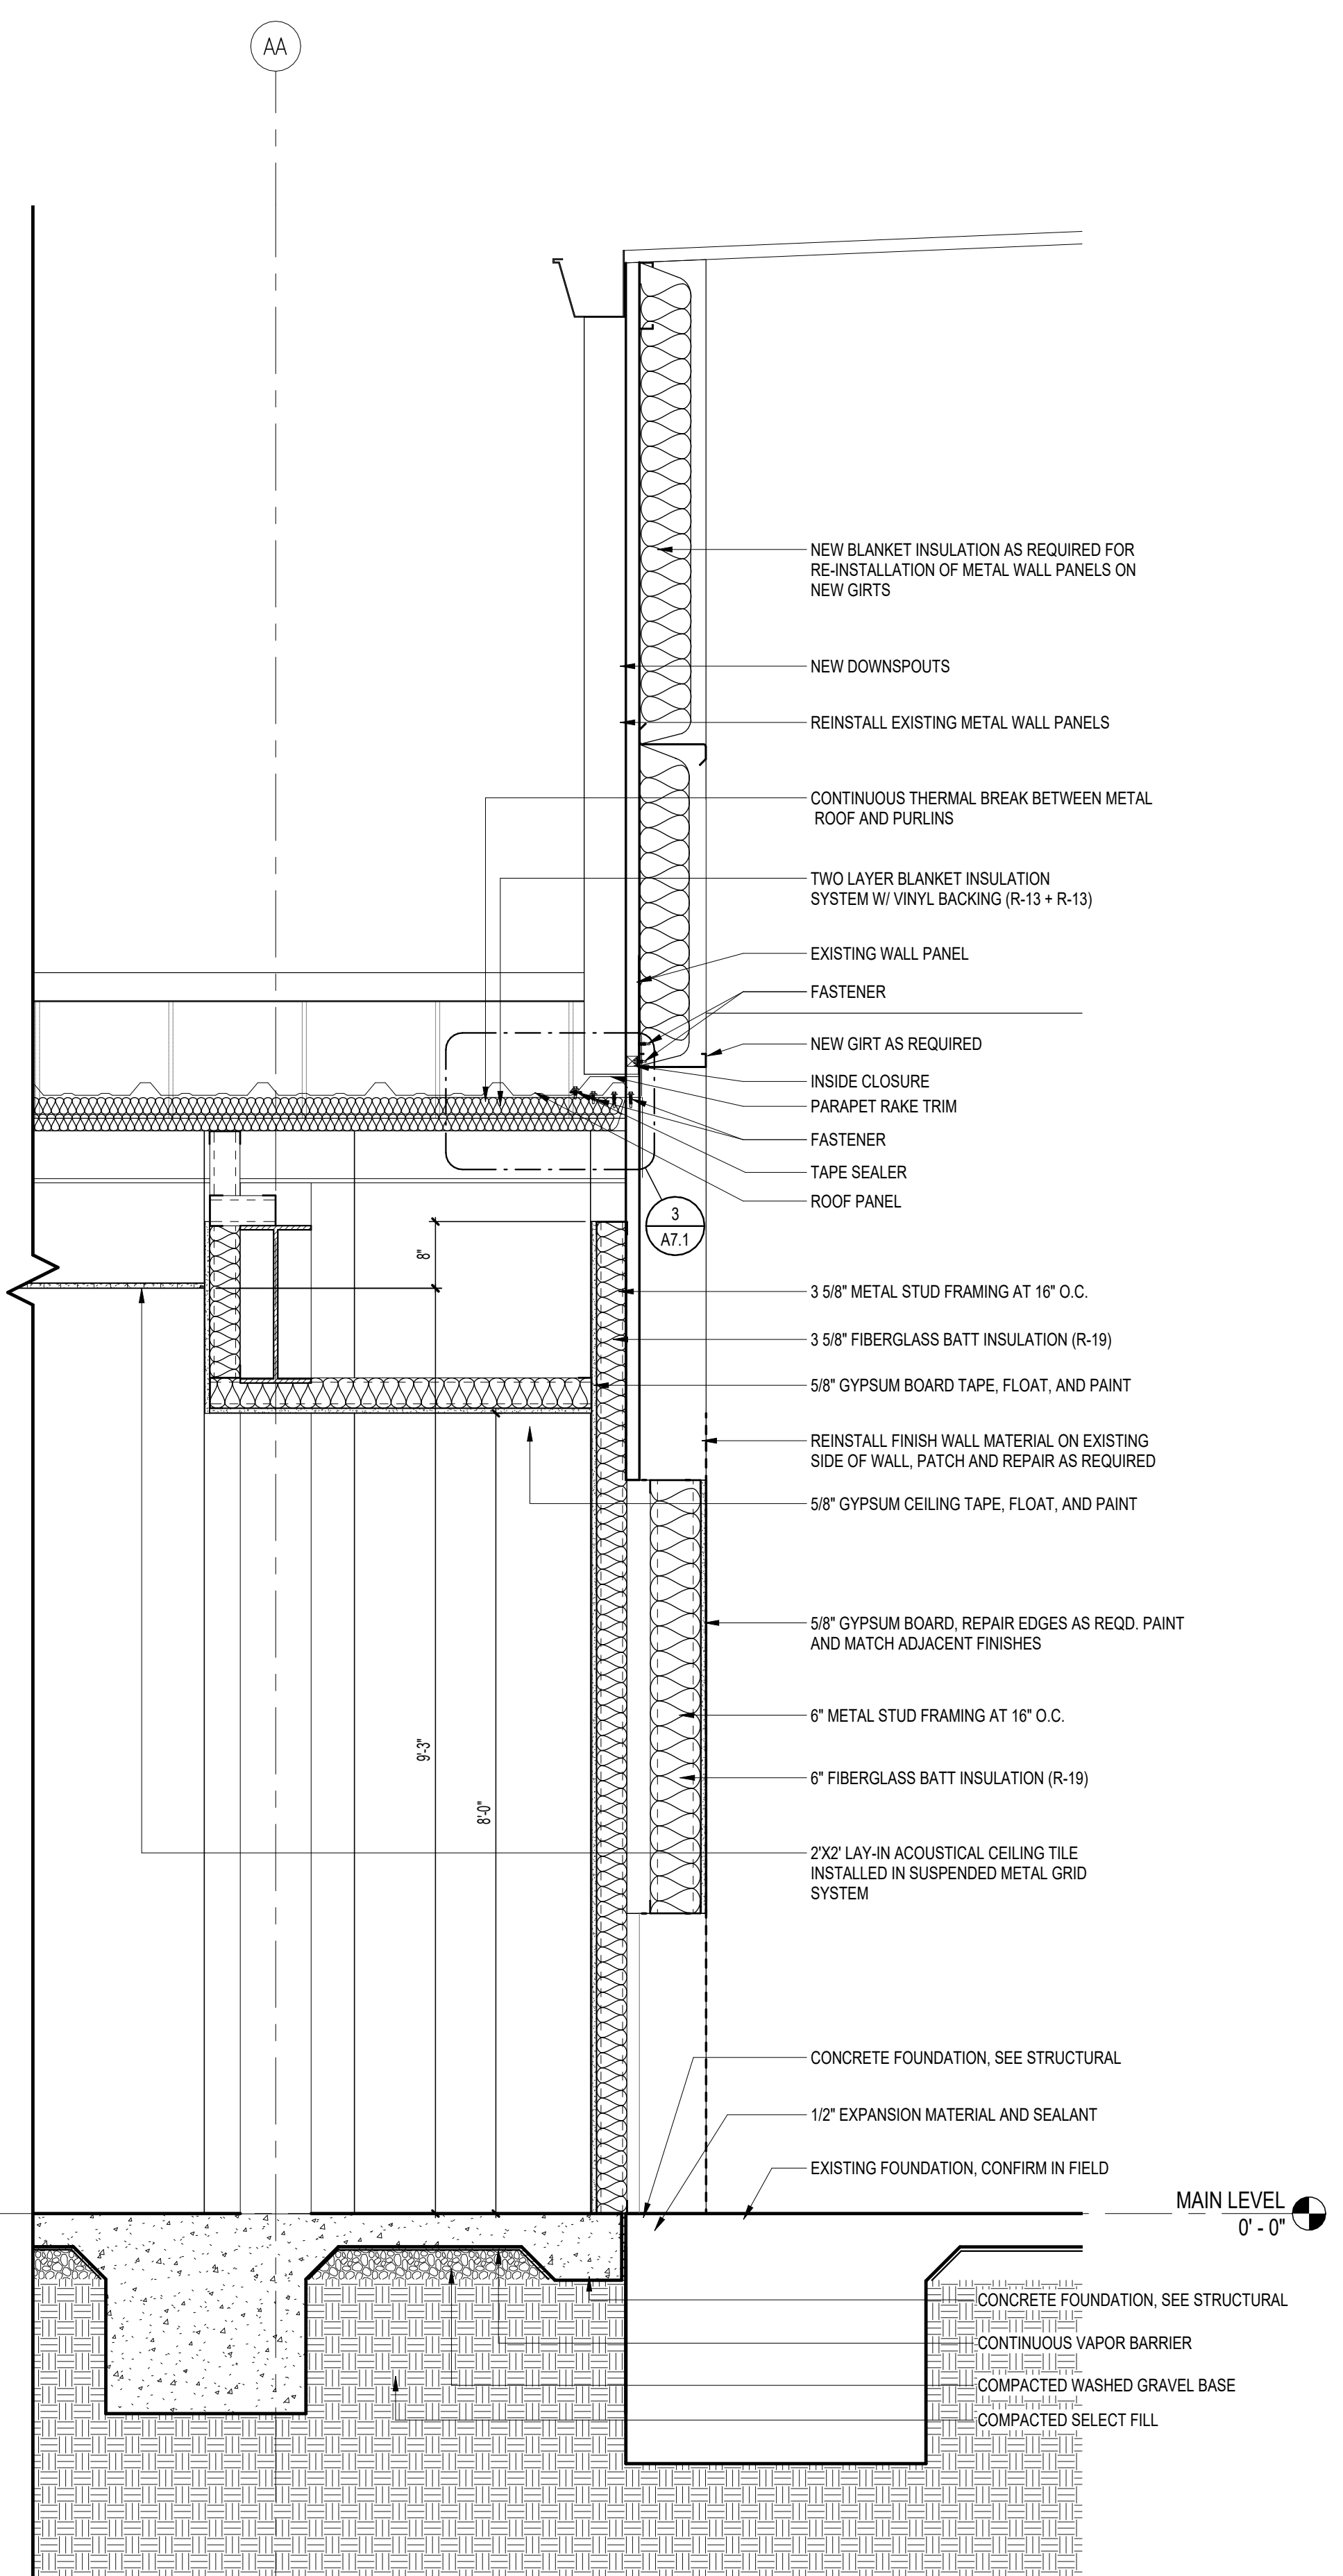 AA
NEW BLANKET INSULATION AS REQUIRED FOR
RE-INSTALLATION OF METAL WALL PANELS ON
NEW GIRTS
NEW DOWNSPOUTS
REINSTALL EXISTING METAL WALL PANELS
CONTINUOUS THERMAL BREAK BETWEEN METAL
ROOF AND PURLINS
TWO LAYER BLANKET INSULATION
SYSTEM W/ VINYL BACKING (R-13 + R-13)
EXISTING WALL PANEL
FASTENER
NEW GIRT AS REQUIRED
INSIDE CLOSURE
PARAPET RAKE TRIM
FASTENER
TAPE SEALER
ROOF PANEL
3
A7.1
8"
3 5/8" METAL STUD FRAMING AT 16" O.C.
3 5/8" FIBERGLASS BATT INSULATION (R-19)
5/8" GYPSUM BOARD TAPE, FLOAT, AND PAINT
REINSTALL FINISH WALL MATERIAL ON EXISTING
SIDE OF WALL, PATCH AND REPAIR AS REQUIRED
5/8" GYPSUM CEILING TAPE, FLOAT, AND PAINT
5/8" GYPSUM BOARD, REPAIR EDGES AS REQD. PAINT
AND MATCH ADJACENT FINISHES
6" METAL STUD FRAMING AT 16" O.C.
9'-3"
6" FIBERGLASS BATT INSULATION (R-19)
8'-0"
2'X2' LAY-IN ACOUSTICAL CEILING TILE
INSTALLED IN SUSPENDED METAL GRID
SYSTEM
CONCRETE FOUNDATION, SEE STRUCTURAL
1/2" EXPANSION MATERIAL AND SEALANT
EXISTING FOUNDATION, CONFIRM IN FIELD
MAIN LEVEL
0' - 0"
CONCRETE FOUNDATION, SEE STRUCTURAL
CONTINUOUS VAPOR BARRIER
COMPACTED WASHED GRAVEL BASE
COMPACTED SELECT FILL